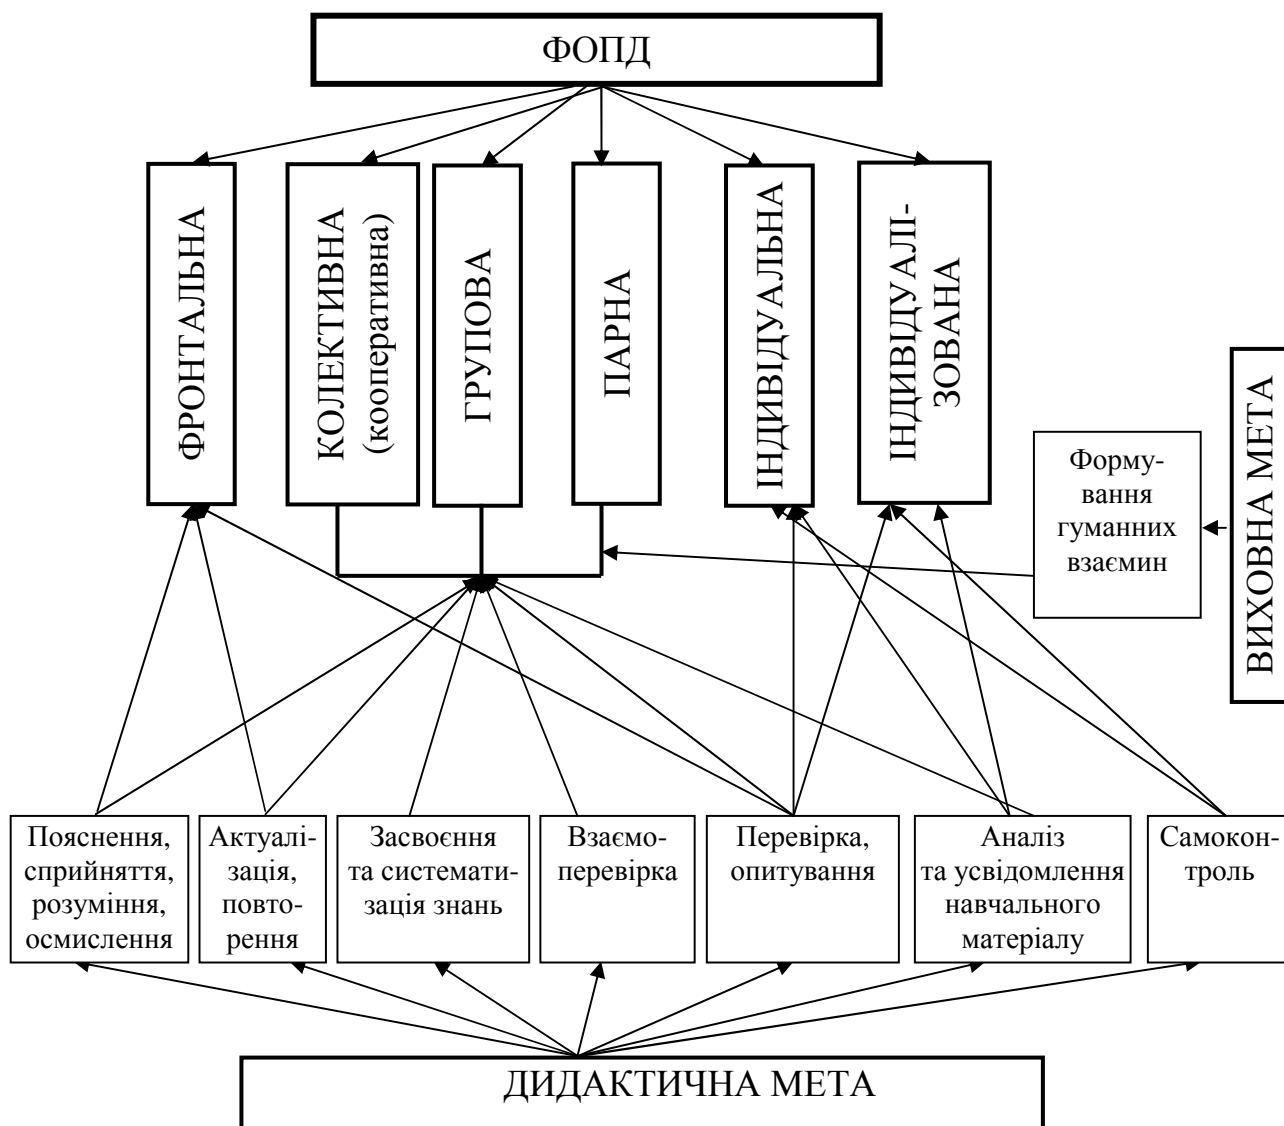 ФОПД
ФРОНТАЛЬНА
КОЛЕКТИВНА
(кооперативна)
ГРУПОВА
ПАРНА
ІНДИВІДУАЛЬНА
ІНДИВІДУАЛІ-
ЗОВАНА
Форму-
вання
гуманних
взаємин
ВИХОВНА МЕТА
Пояснення,
сприйняття,
розуміння,
осмислення
Актуалі-
зація,
повто-
рення
Засвоєння
та системати-
зація знань
Взаємо-
перевірка
Перевірка,
опитування
Аналіз
та усвідомлення
навчального
матеріалу
Самокон-
троль
ДИДАКТИЧНА МЕТА